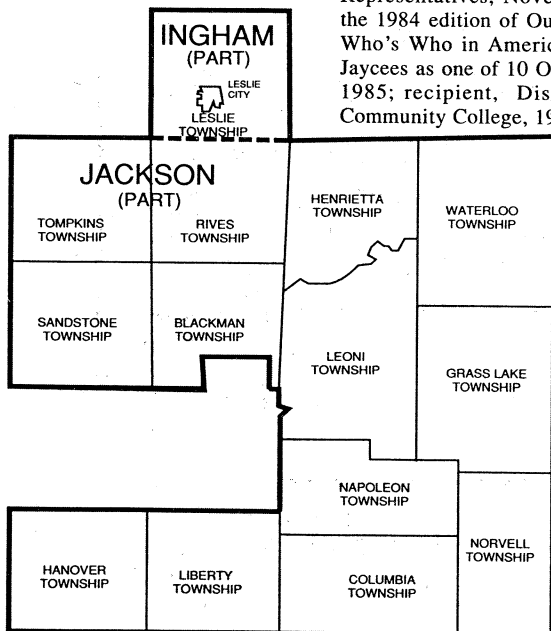 Representatives, Nove
the 1984 edition of Ou
Who's Who in Americ
Jaycees as one of 10 O
1985; recipient, Dis
Community College, 19
INGHAM
(PART)
LESLIE
CITY
LESLIE
TOWNSHIP
JACKSON
(PART)
TOMPKINS
TOWNSHIP
RIVES
TOWNSHIP
HENRIETTA
TOWNSHIP
WATERLOO
TOWNSHIP
SANDSTONE
TOWNSHIP
BLACKMAN
TOWNSHIP
LEONI
TOWNSHIP
GRASS LAKE
TOWNSHIP
NAPOLEON
TOWNSHIP
NORVELL
TOWNSHIP
HANOVER
TOWNSHIP
LIBERTY
TOWNSHIP
COLUMBIA
TOWNSHIP